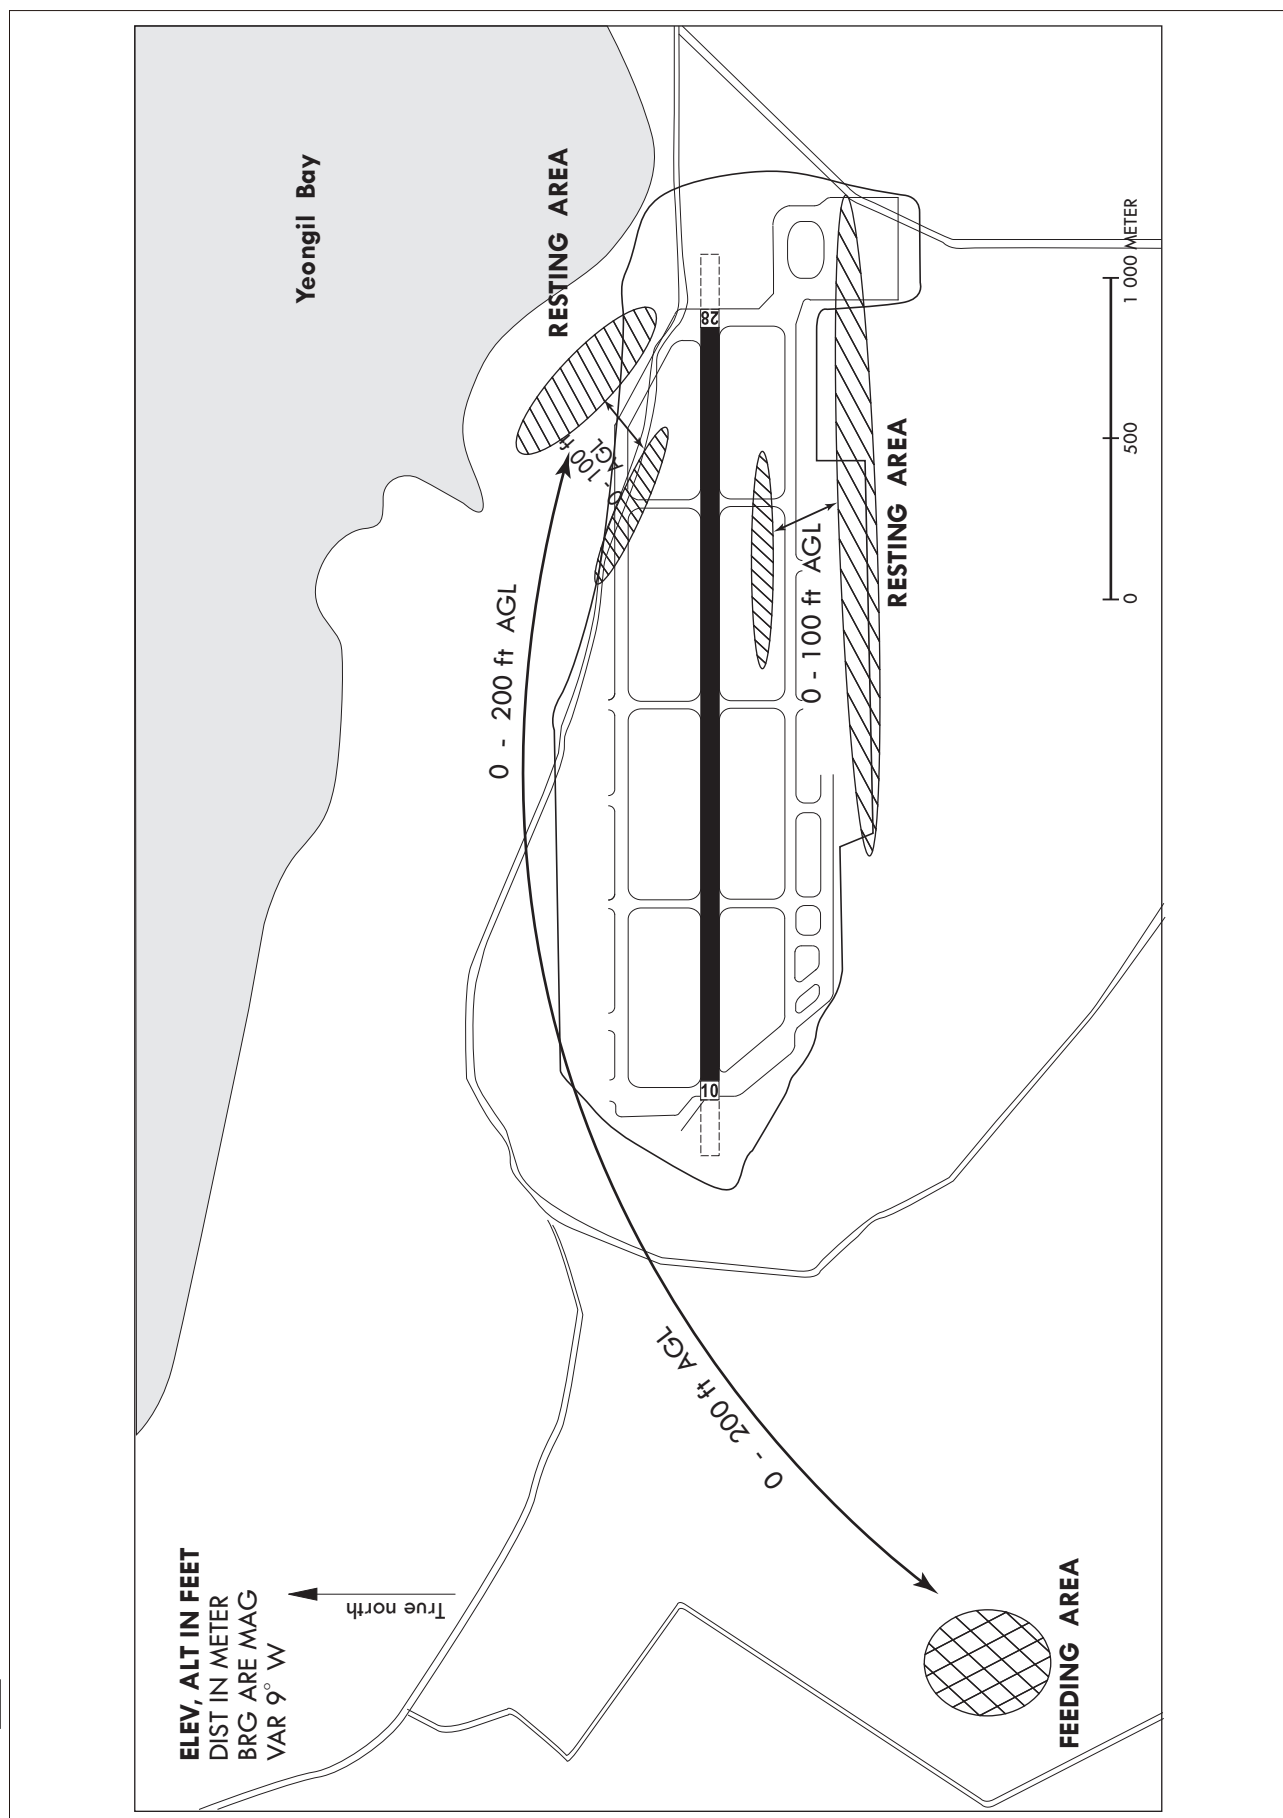 ELEV, ALT IN FEET
DIST IN METER
BRG ARE MAG
VAR 9° W
True north
Yeongil Bay
RESTING AREA
0 - 200 ft AGL
0 - 100 ft
AGL
28
10
0 - 100 ft AGL
RESTING AREA
0 - 200 ft AGL
FEEDING AREA
0
500
1 000 METER